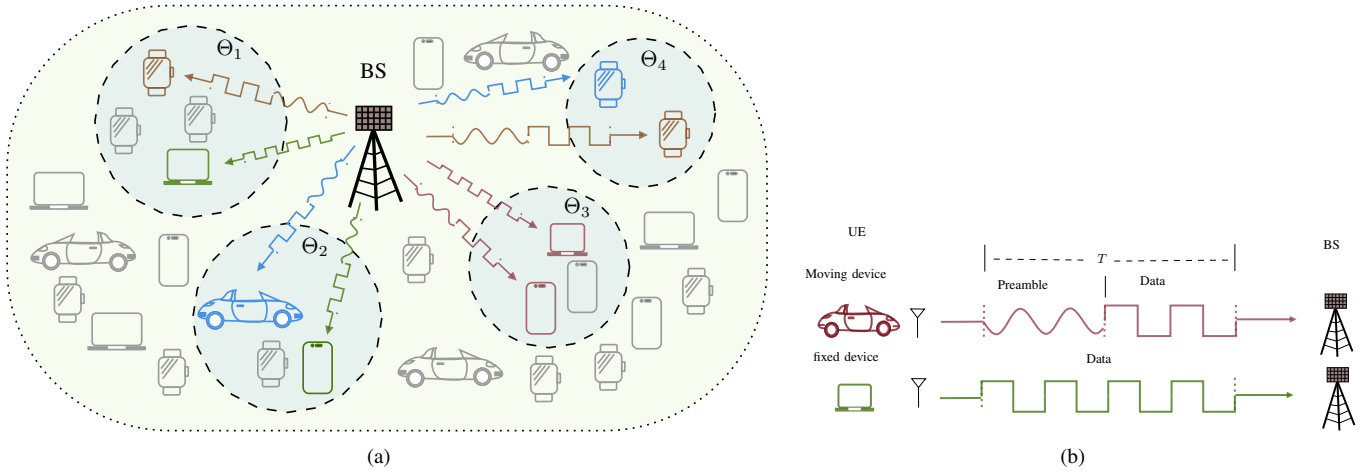 Θ1
BS
Θ4
Θ3
Θ2
(a)
UE
BS
T
Moving device
Preamble
Data
fixed device
Data
(b)